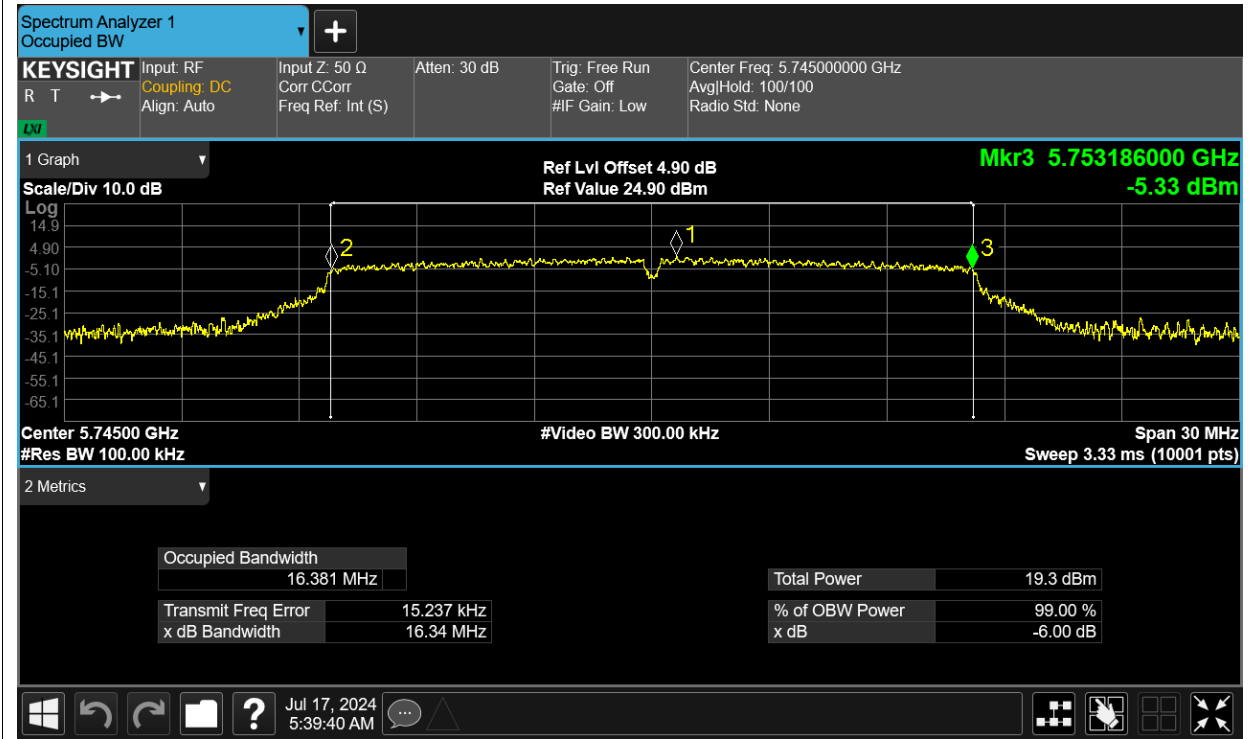 Spectrum Analyzer 1
Occupied BW
▼
+
KEYSIGHT
R T
LXI
Input: RF
Coupling: DC
Align: Auto
Input Z: 50 Ω
Corr CCorr
Freq Ref: Int (S)
Atten: 30 dB
Trig: Free Run
Gate: Off
#IF Gain: Low
Center Freq: 5.745000000 GHz
Avg|Hold: 100/100
Radio Std: None
1 Graph ▼
Scale/Div 10.0 dB
Ref Lvl Offset 4.90 dB
Ref Value 24.90 dBm
Mkr3 5.753186000 GHz
-5.33 dBm
Log
14.9
4.90
-5.10
-15.1
-25.1
-35.1
-45.1
-55.1
-65.1
2
1
3
Center 5.74500 GHz
#Res BW 100.00 kHz
#Video BW 300.00 kHz
Span 30 MHz
Sweep 3.33 ms (10001 pts)
2 Metrics ▼
Occupied Bandwidth
16.381 MHz
Transmit Freq Error 15.237 kHz
x dB Bandwidth 16.34 MHz
Total Power 19.3 dBm
% of OBW Power 99.00 %
x dB -6.00 dB
?
Jul 17, 2024
5:39:40 AM